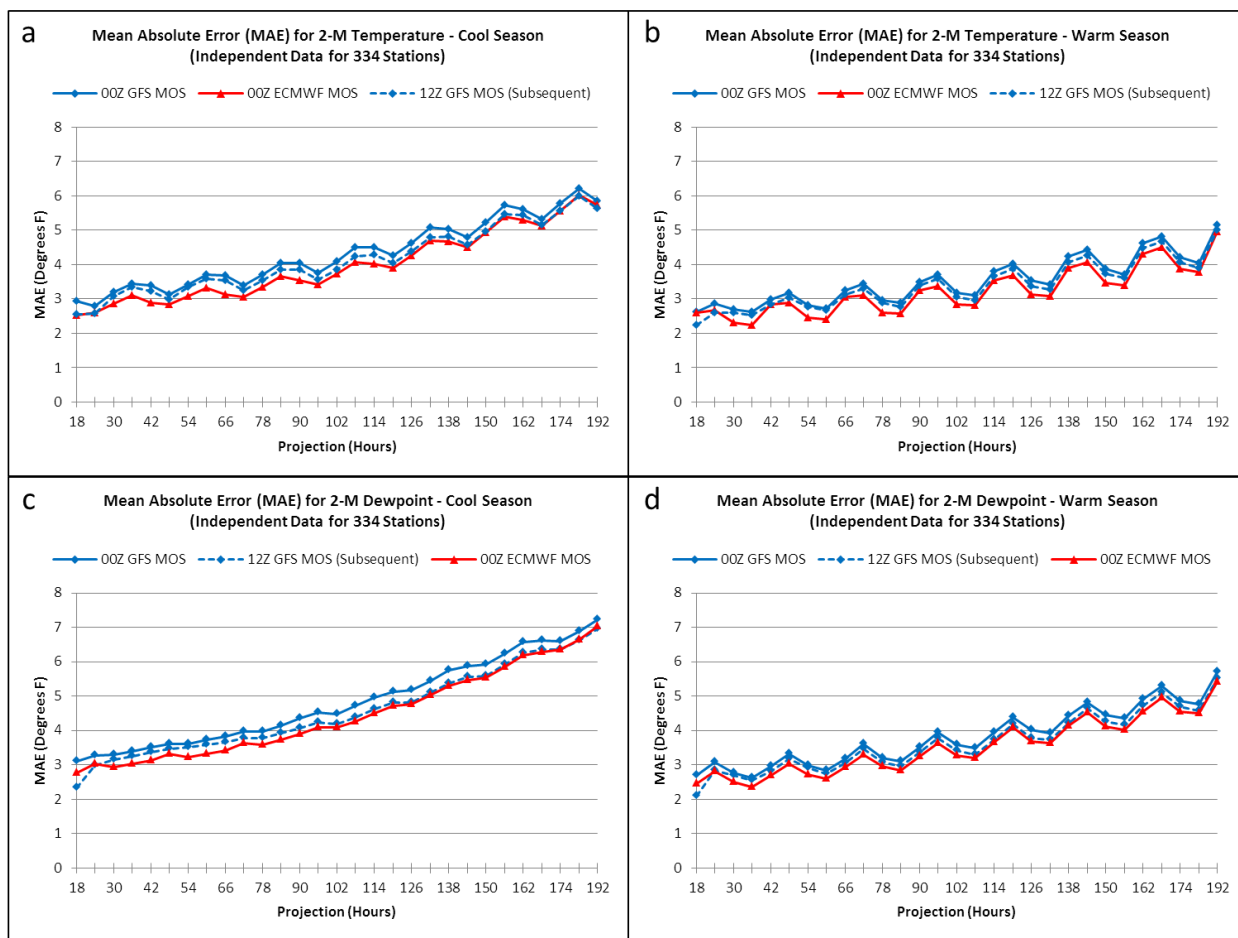 a
Mean Absolute Error (MAE) for 2-M Temperature - Cool Season
(Independent Data for 334 Stations)
00Z GFS MOS 00Z ECMWF MOS 12Z GFS MOS (Subsequent)
MAE (Degrees F)
8
7
6
5
4
3
2
1
0
18 30 42 54 66 78 90 102 114 126 138 150 162 174 192
Projection (Hours)
b
Mean Absolute Error (MAE) for 2-M Temperature - Warm Season
(Independent Data for 334 Stations)
00Z GFS MOS 00Z ECMWF MOS 12Z GFS MOS (Subsequent)
MAE (Degrees F)
8
7
6
5
4
3
2
1
0
18 30 42 54 66 78 90 102 114 126 138 150 162 174 192
Projection (Hours)
c
Mean Absolute Error (MAE) for 2-M Dewpoint - Cool Season
(Independent Data for 334 Stations)
00Z GFS MOS 12Z GFS MOS (Subsequent) 00Z ECMWF MOS
MAE (Degrees F)
8
7
6
5
4
3
2
1
0
18 30 42 54 66 78 90 102 114 126 138 150 162 174 192
Projection (Hours)
d
Mean Absolute Error (MAE) for 2-M Dewpoint - Warm Season
(Independent Data for 334 Stations)
00Z GFS MOS 12Z GFS MOS (Subsequent) 00Z ECMWF MOS
MAE (Degrees F)
8
7
6
5
4
3
2
1
0
18 30 42 54 66 78 90 102 114 126 138 150 162 174 192
Projection (Hours)